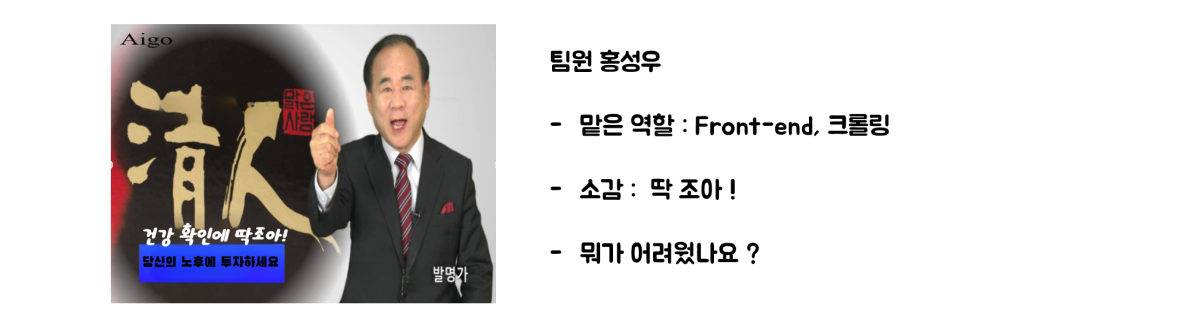 Aigo
清人
맑은
사람
건강 확인에 딱조아!
당신의 노후에 투자하세요
발명가
팀원 홍성우
- 맡은 역할 : Front-end, 크롤링
- 소감 : 딱 조아 !
- 뭐가 어려웠나요 ?